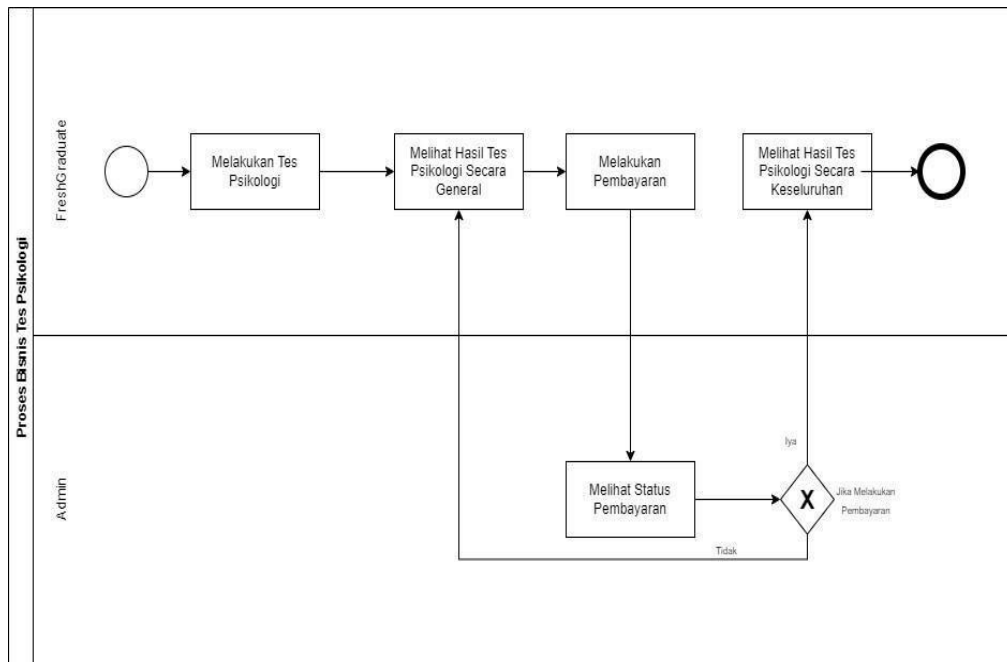 Proses Bisnis Tes Psikologi
FreshGraduate
Melakukan Tes
Psikologi
Melihat Hasil Tes
Psikologi Secara
General
Melakukan
Pembayaran
Melihat Hasil Tes
Psikologi Secara
Keseluruhan
Admin
Melihat Status
Pembayaran
Iya
X
Jika Melakukan
Pembayaran
Tidak